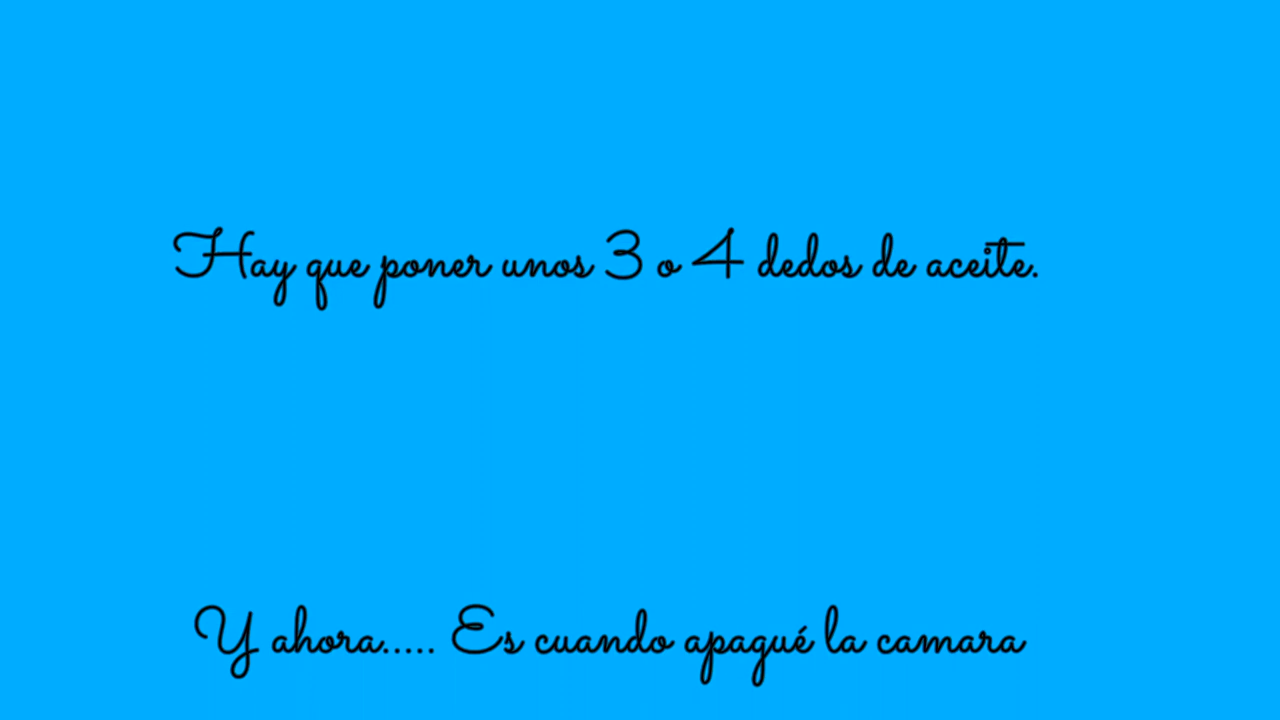 Hay que poner unos 3 o 4 dedos de aceite.
Y ahora..... Es cuando apagué la camara